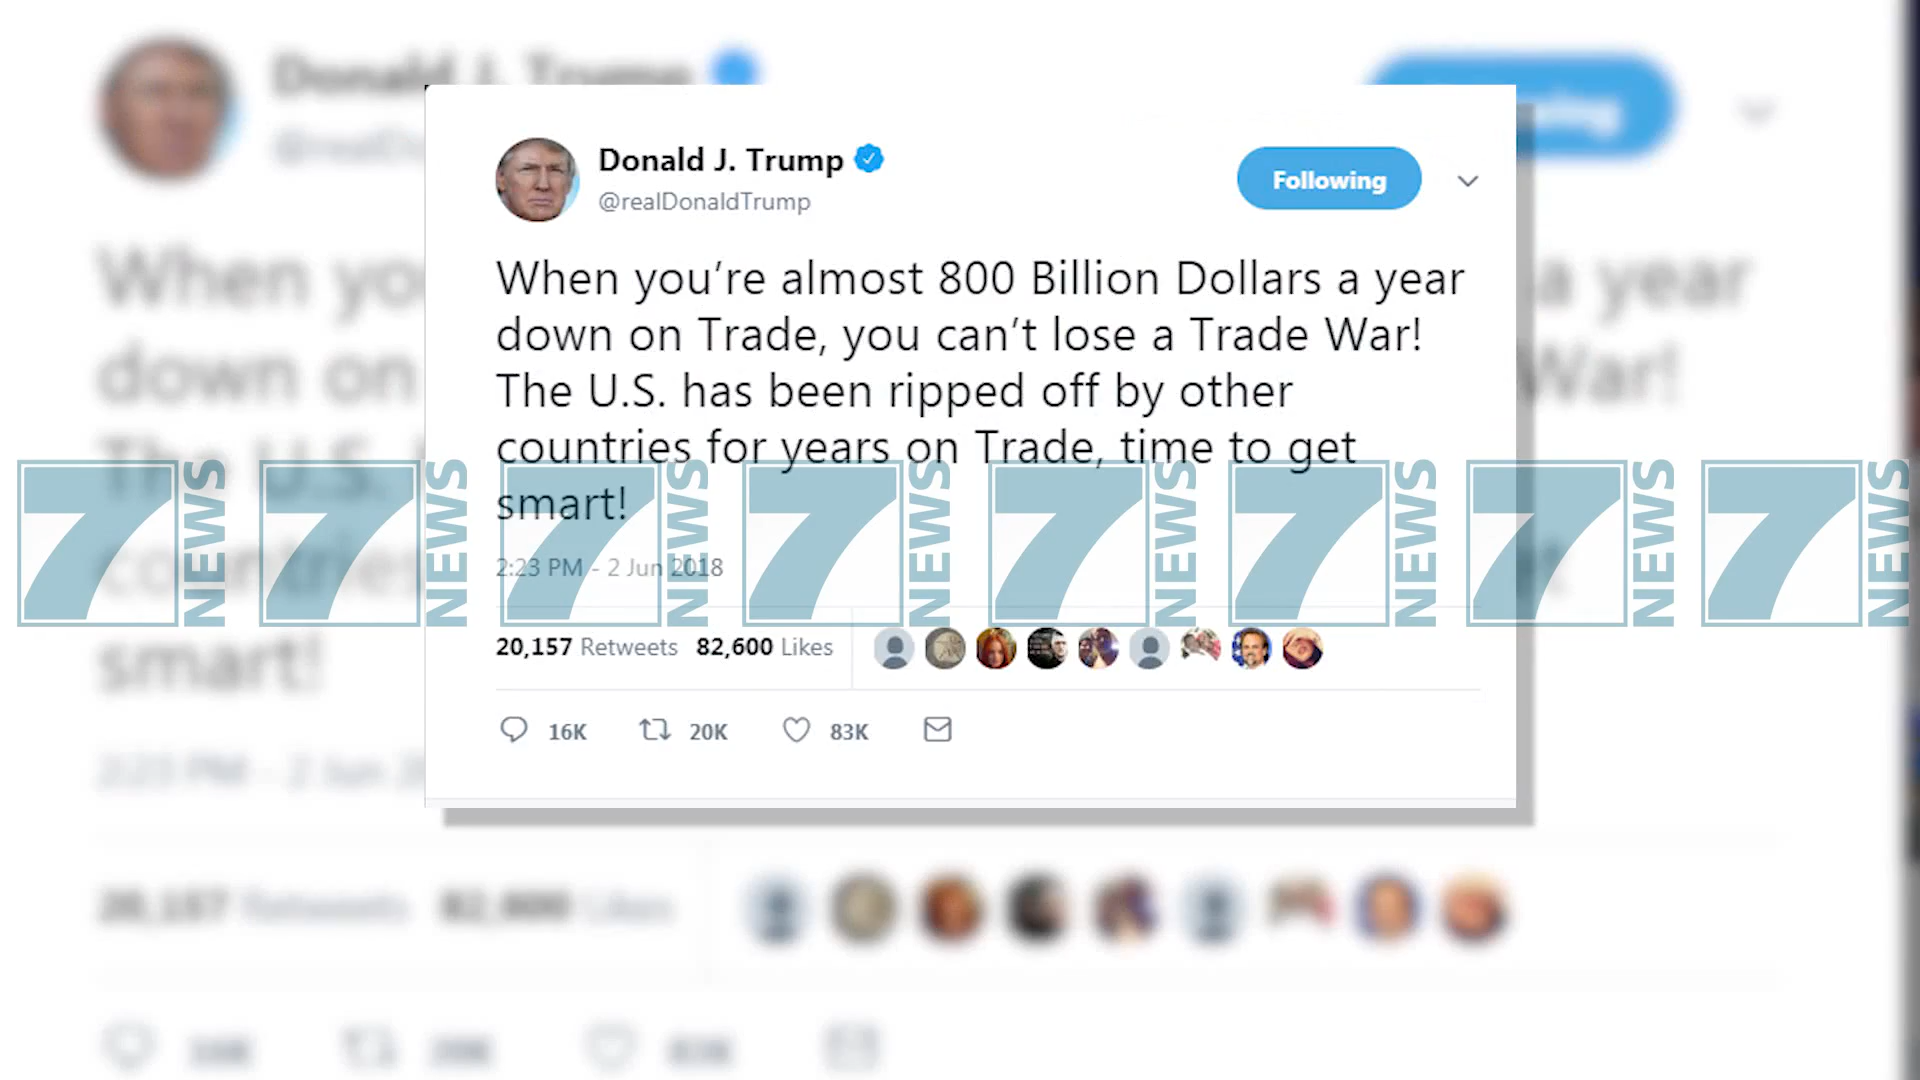 Donald J. Trump
@realDonaldTrump
Following
When you're almost 800 Billion Dollars a year
down on Trade, you can't lose a Trade War!
The U.S. has been ripped off by other
countries for years on Trade, time to get
smart!
2:23 PM - 2 Jun 2018
20,157 Retweets 82,600 Likes
16K 20K 83K
7 NEWS 7 NEWS 7 NEWS 7 NEWS 7 NEWS 7 NEWS 7 NEWS 7 NEWS